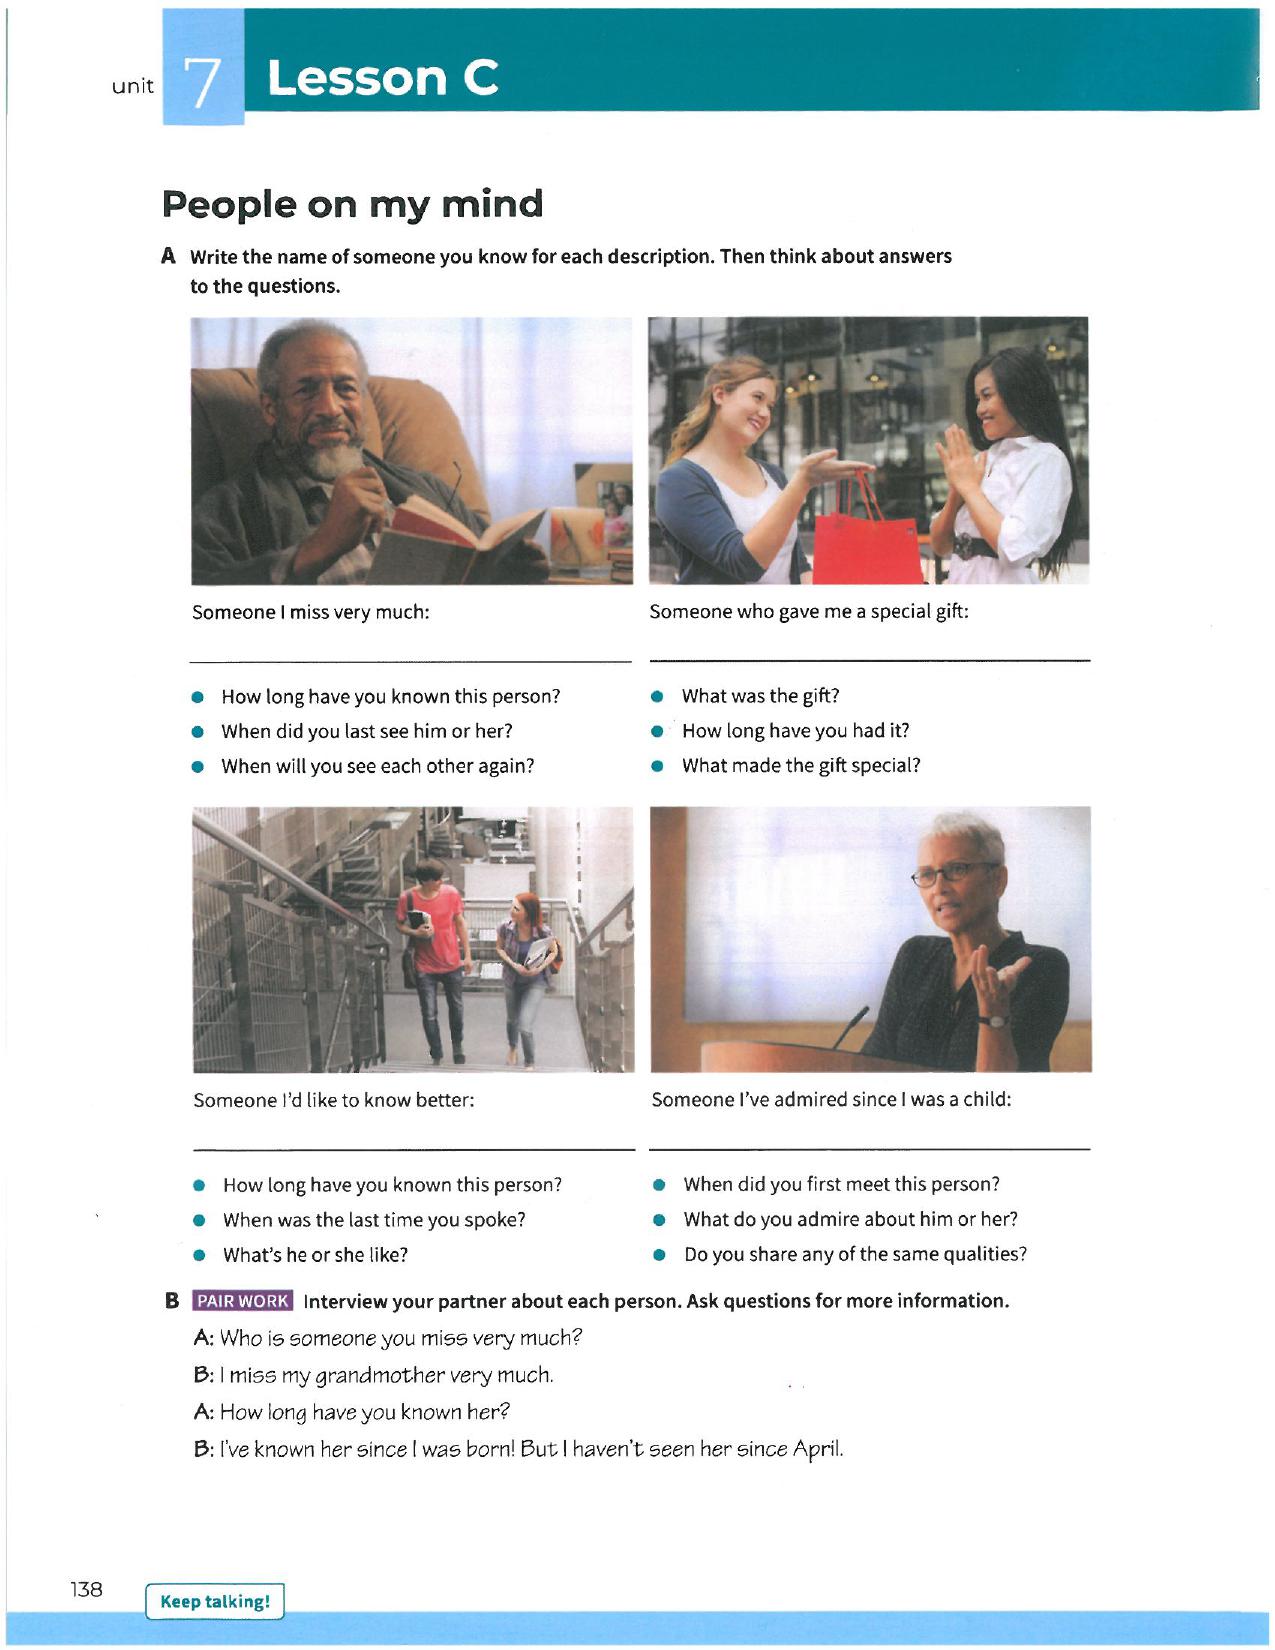 unit 7 Lesson C
People on my mind
A Write the name of someone you know for each description. Then think about answers
to the questions.
Someone I miss very much:
• How long have you known this person?
• When did you last see him or her?
• When will you see each other again?
Someone who gave me a special gift:
• What was the gift?
• How long have you had it?
• What made the gift special?
Someone I'd like to know better:
• How long have you known this person?
• When was the last time you spoke?
• What's he or she like?
Someone I've admired since I was a child:
• When did you first meet this person?
• What do you admire about him or her?
• Do you share any of the same qualities?
B PAIR WORK Interview your partner about each person. Ask questions for more information.
A: Who is someone you miss very much?
B: I miss my grandmother very much.
A: How long have you known her?
B: I've known her since I was born! But I haven't seen her since April.
138 Keep talking!